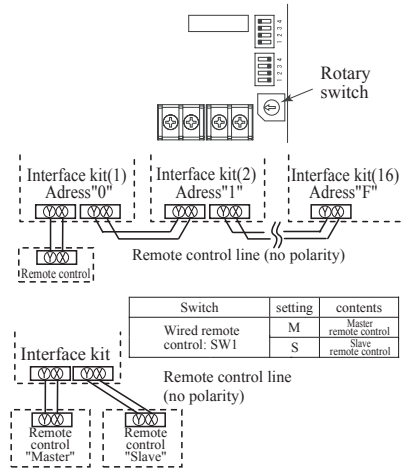 1 2 3 4
1 2 3 4
Rotary
switch
Interface kit(1)
Adress"0"
Interface kit(2)
Adress"1"
Interface kit(16)
Adress"F"
Y X
Y X
Y X
Y X
Y X
Y X
Remote control
Remote control line (no polarity)
Switch setting contents
Wired remote
control: SW1
M Master
remote control
S Slave
remote control
Interface kit
Y X
Y X
Remote control line
(no polarity)
Y X
Y X
Remote
control
"Master"
Remote
control
"Slave"